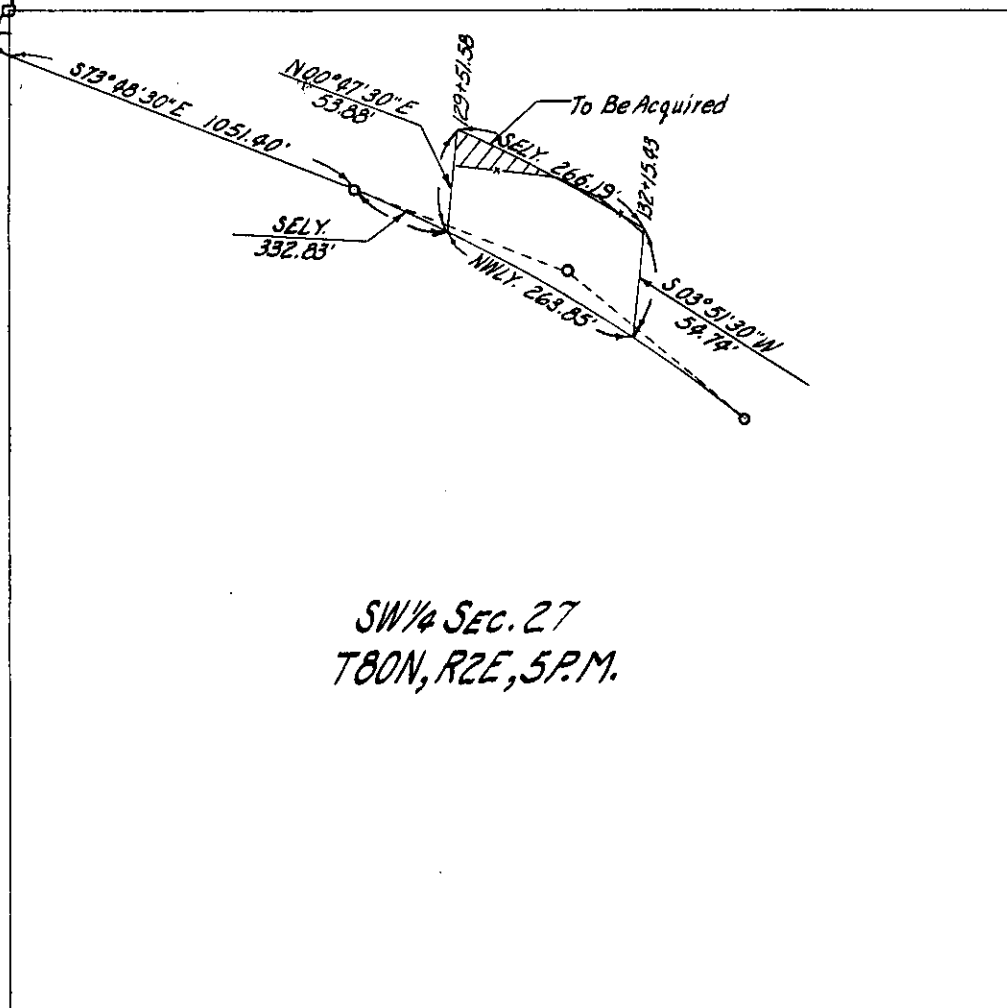 S73°48'30"E 1051.40'
N00°47'30"E
53.88'
129+51.58
To Be Acquired
SELY. 266.19'
132+15.43
SELY.
332.83'
NWLY. 263.85'
S03°51'30"W
54.74'
SW1/4 SEC. 27
T80N, R2E, 5P.M.